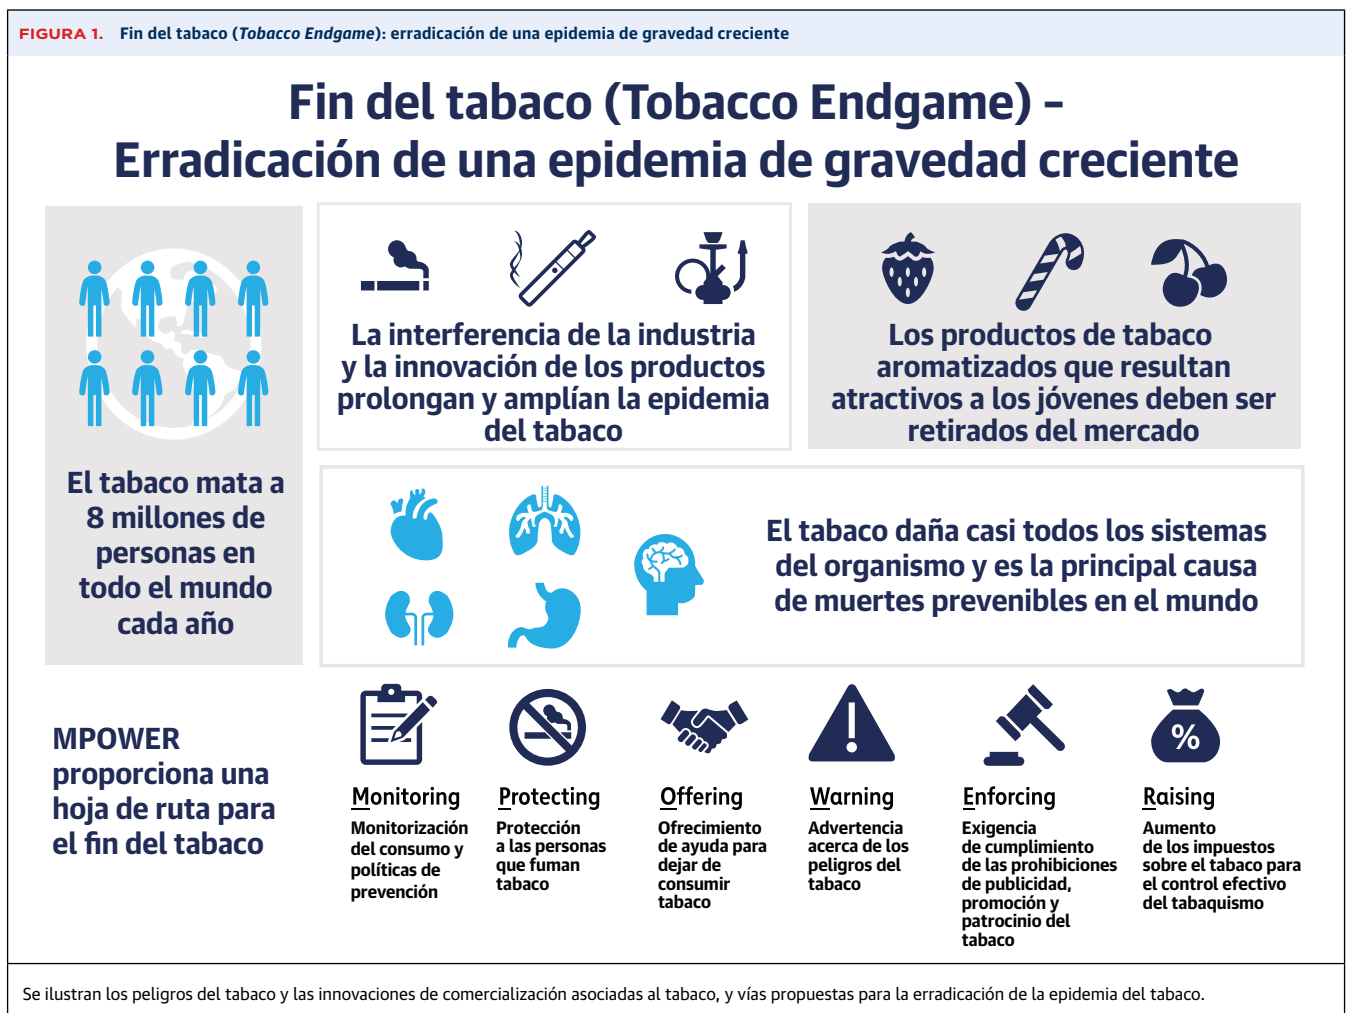 FIGURA 1. Fin del tabaco (Tobacco Endgame): erradicación de una epidemia de gravedad creciente
Fin del tabaco (Tobacco Endgame) –
Erradicación de una epidemia de gravedad creciente
El tabaco mata a
8 millones de
personas en
todo el mundo
cada año
La interferencia de la industria
y la innovación de los productos
prolongan y amplían la epidemia
del tabaco
Los productos de tabaco
aromatizados que resultan
atractivos a los jóvenes deben ser
retirados del mercado
El tabaco daña casi todos los sistemas
del organismo y es la principal causa
de muertes prevenibles en el mundo
MPOWER
proporciona una
hoja de ruta para
el fin del tabaco
Monitoring
Monitorización
del consumo y
políticas de
prevención
Protecting
Protección
a las personas
que fuman
tabaco
Offering
Ofrecimiento
de ayuda para
dejar de
consumir
tabaco
Warning
Advertencia
acerca de los
peligros del
tabaco
Enforcing
Exigencia
de cumplimiento
de las prohibiciones
de publicidad,
promoción y
patrocinio del
tabaco
%
Raising
Aumento
de los impuestos
sobre el tabaco para
el control efectivo
del tabaquismo
Se ilustran los peligros del tabaco y las innovaciones de comercialización asociadas al tabaco, y vías propuestas para la erradicación de la epidemia del tabaco.